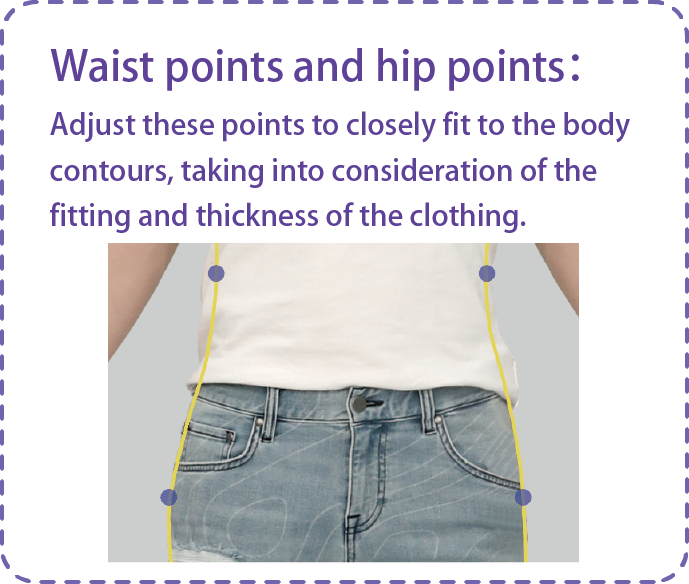 Waist points and hip points：
Adjust these points to closely fit to the body
contours, taking into consideration of the
fitting and thickness of the clothing.